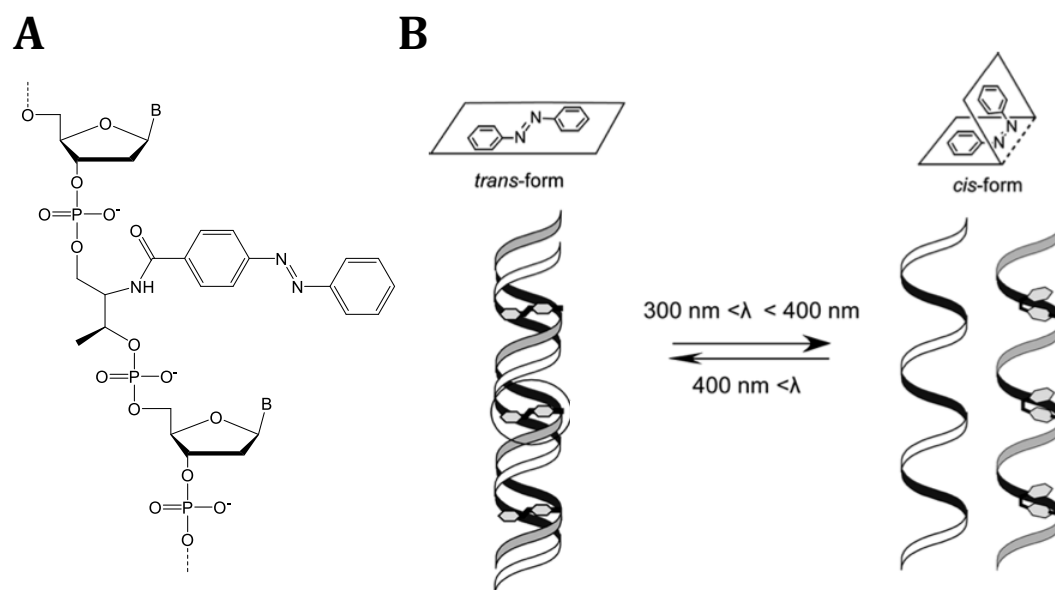 A
B
O
O
B
O
O=P-O⁻
O
O
NH
N
N
O
O=P-O⁻
O
O
B
O
O=P-O⁻
O
N
N
trans-form
N
N
cis-form
300 nm <λ < 400 nm
400 nm <λ